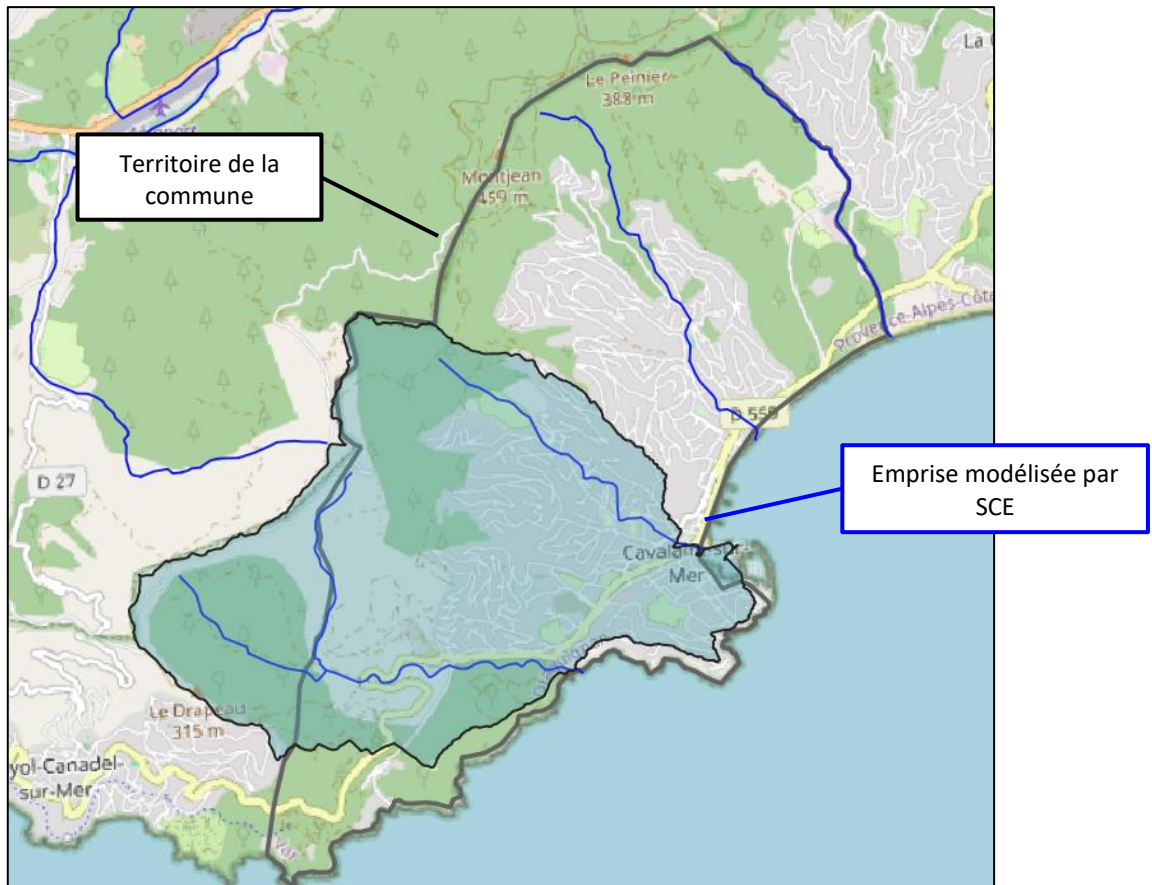 La
Le Peinier
388 m
Territoire de la
commune
Montjean
459 m
Provence-Alpes-Côte
D 559
D 27
Emprise modélisée par
SCE
Cavalaire-sur-
Mer
Le Drapeau
315 m
yol-Canadel-
sur-Mer
Var